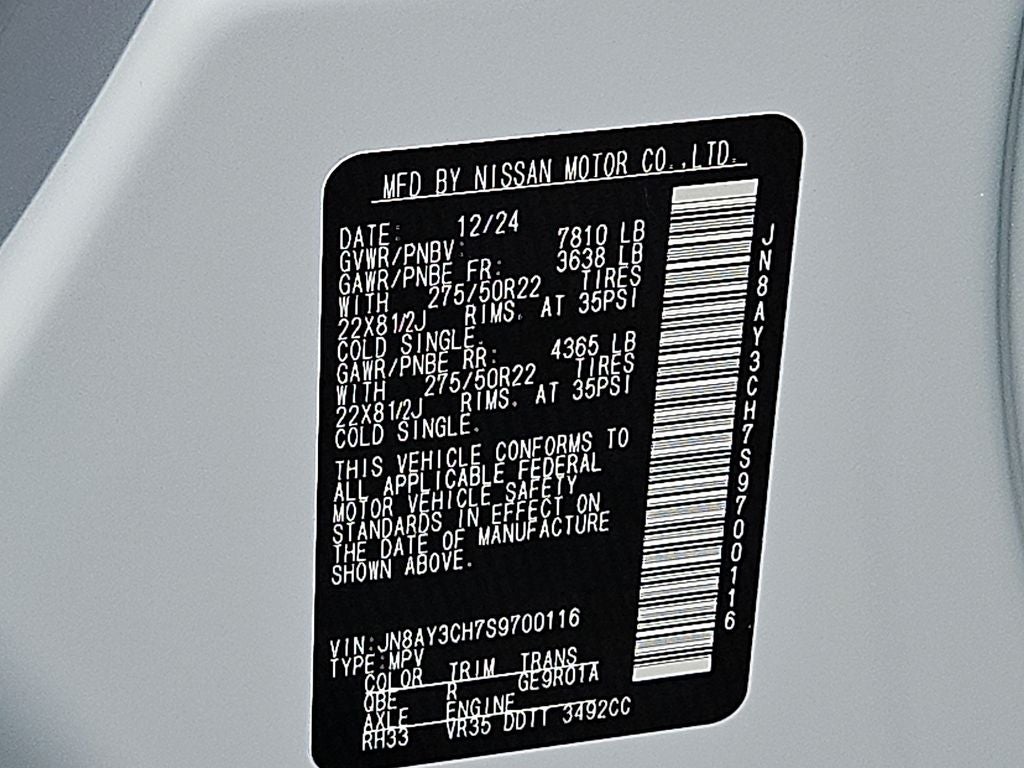 MFD BY NISSAN MOTOR CO.,LTD.
DATE: 12/24
GVWR/PNBV: 7810 LB
GAWR/PNBE FR: 3638 LB
WITH 275/50R22 TIRES
22X81/2J RIMS. AT 35PSI
COLD SINGLE.
GAWR/PNBE RR: 4365 LB
WITH 275/50R22 TIRES
22X81/2J RIMS. AT 35PSI
COLD SINGLE.
THIS VEHICLE CONFORMS TO
ALL APPLICABLE FEDERAL
MOTOR VEHICLE SAFETY
STANDARDS IN EFFECT ON
THE DATE OF MANUFACTURE
SHOWN ABOVE.
VIN:JN8AY3CH7S9700116
TYPE:MPV
COLOR TRIM TRANS
QBE R GE9R01A
AXLE ENGINE
RH33 VR35 DDTT 3492CC
JN8AY3CH7S9700116